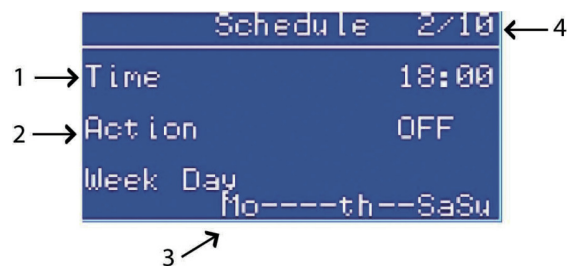 Schedule 2/10 4
1 Time 18:00
2 Action OFF
Week Day
Mo----th--SaSu
3